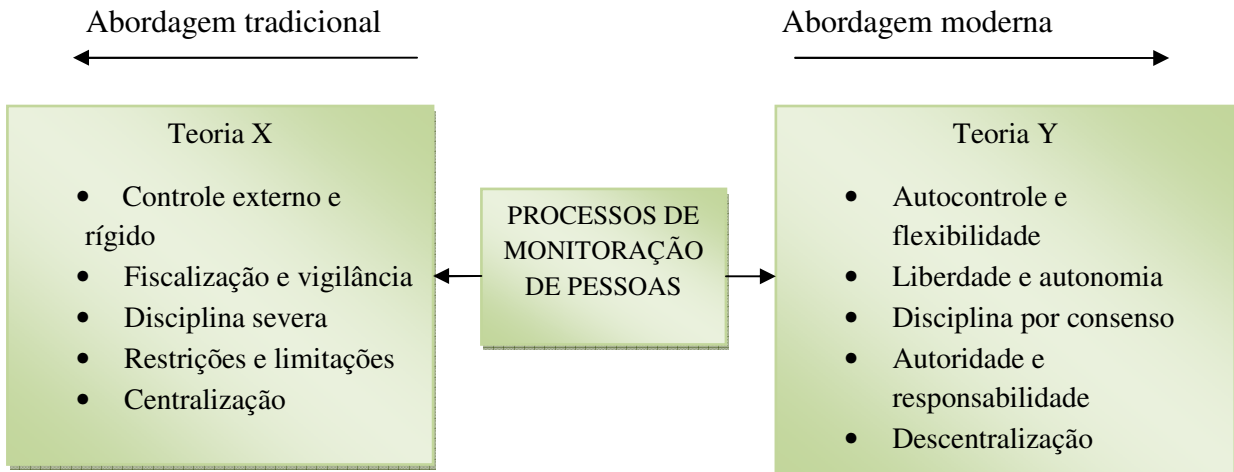 Abordagem tradicional
Abordagem moderna
Teoria X
• Controle externo e
rígido
• Fiscalização e vigilância
• Disciplina severa
• Restrições e limitações
• Centralização
PROCESSOS DE
MONITORAÇÃO
DE PESSOAS
Teoria Y
• Autocontrole e
flexibilidade
• Liberdade e autonomia
• Disciplina por consenso
• Autoridade e
responsabilidade
• Descentralização